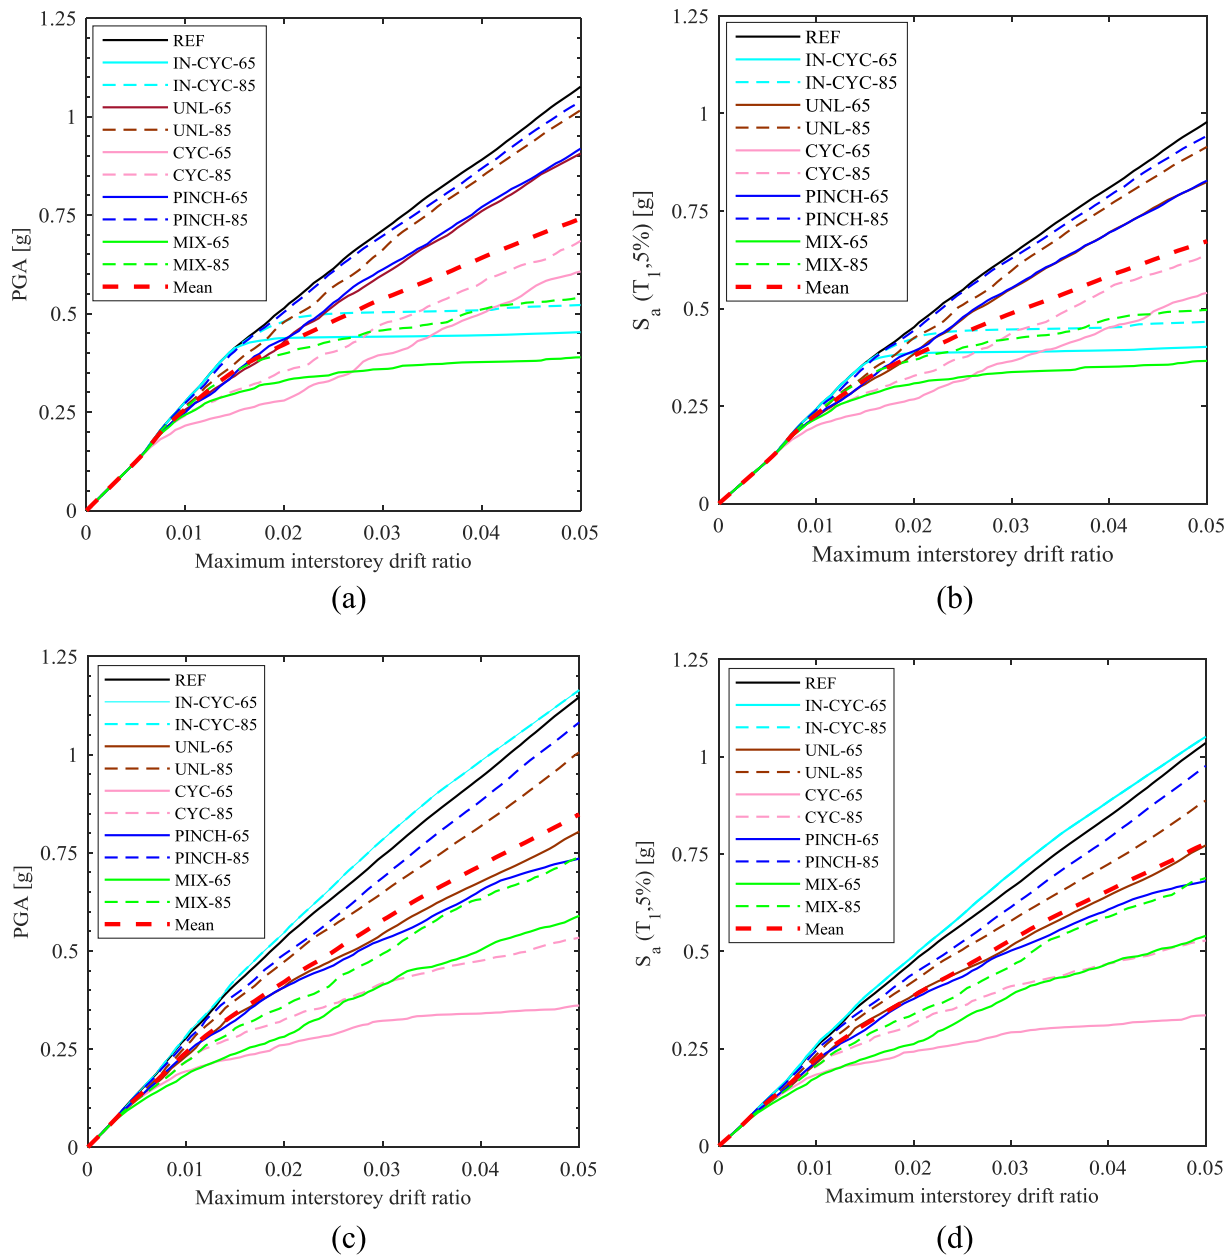 1.25
1
0.75
0.5
0.25
0
PGA [g]
REF
IN-CYC-65
IN-CYC-85
UNL-65
UNL-85
CYC-65
CYC-85
PINCH-65
PINCH-85
MIX-65
MIX-85
Mean
0 0.01 0.02 0.03 0.04 0.05
Maximum interstorey drift ratio
(a)
1.25
1
0.75
0.5
0.25
0
S_a (T_1,5%) [g]
REF
IN-CYC-65
IN-CYC-85
UNL-65
UNL-85
CYC-65
CYC-85
PINCH-65
PINCH-85
MIX-65
MIX-85
Mean
0 0.01 0.02 0.03 0.04 0.05
Maximum interstorey drift ratio
(b)
1.25
1
0.75
0.5
0.25
0
PGA [g]
REF
IN-CYC-65
IN-CYC-85
UNL-65
UNL-85
CYC-65
CYC-85
PINCH-65
PINCH-85
MIX-65
MIX-85
Mean
0 0.01 0.02 0.03 0.04 0.05
Maximum interstorey drift ratio
(c)
1.25
1
0.75
0.5
0.25
0
S_a (T_1,5%) [g]
REF
IN-CYC-65
IN-CYC-85
UNL-65
UNL-85
CYC-65
CYC-85
PINCH-65
PINCH-85
MIX-65
MIX-85
Mean
0 0.01 0.02 0.03 0.04 0.05
Maximum interstorey drift ratio
(d)